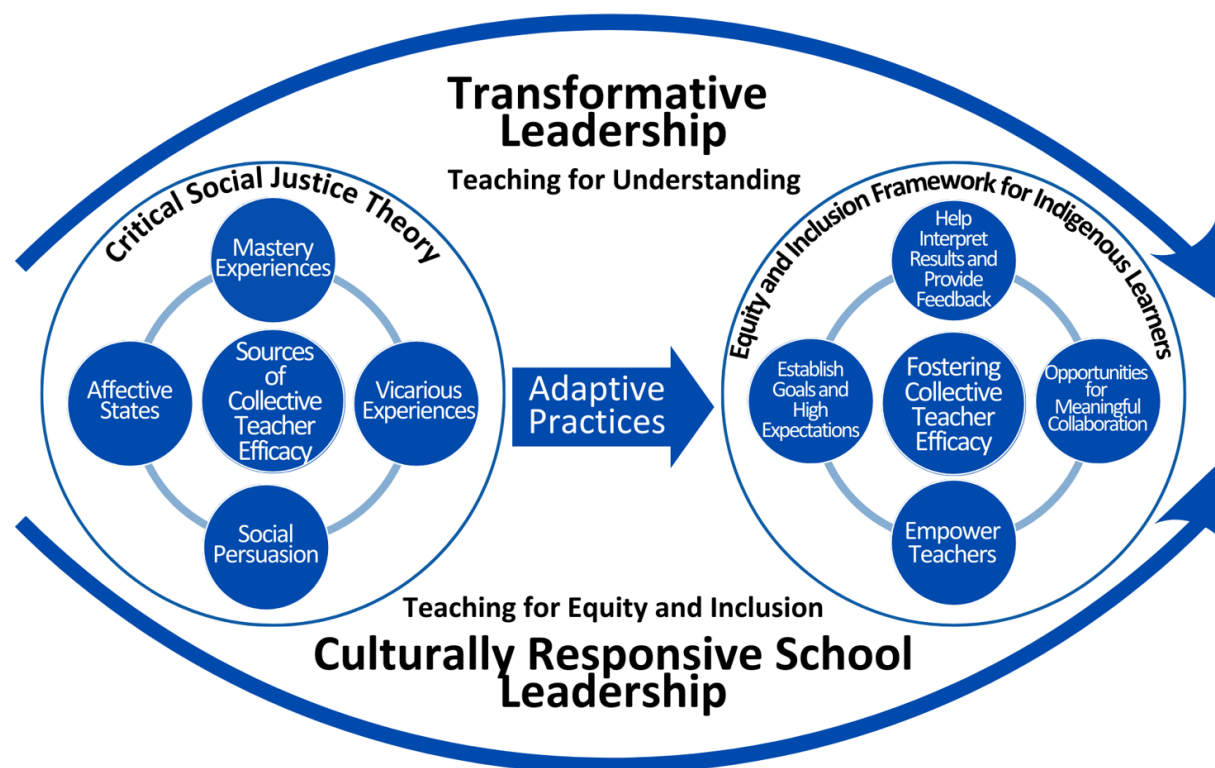 Transformative
Leadership
Teaching for Understanding
Critical Social Justice Theory
Mastery
Experiences
Affective
States
Sources
of
Collective
Teacher
Efficacy
Vicarious
Experiences
Social
Persuasion
Adaptive
Practices
Equity and Inclusion Framework for Indigenous Learners
Help
Interpret
Results and
Provide
Feedback
Establish
Goals and
High
Expectations
Fostering
Collective
Teacher
Efficacy
Opportunities
for
Meaningful
Collaboration
Empower
Teachers
Teaching for Equity and Inclusion
Culturally Responsive School
Leadership